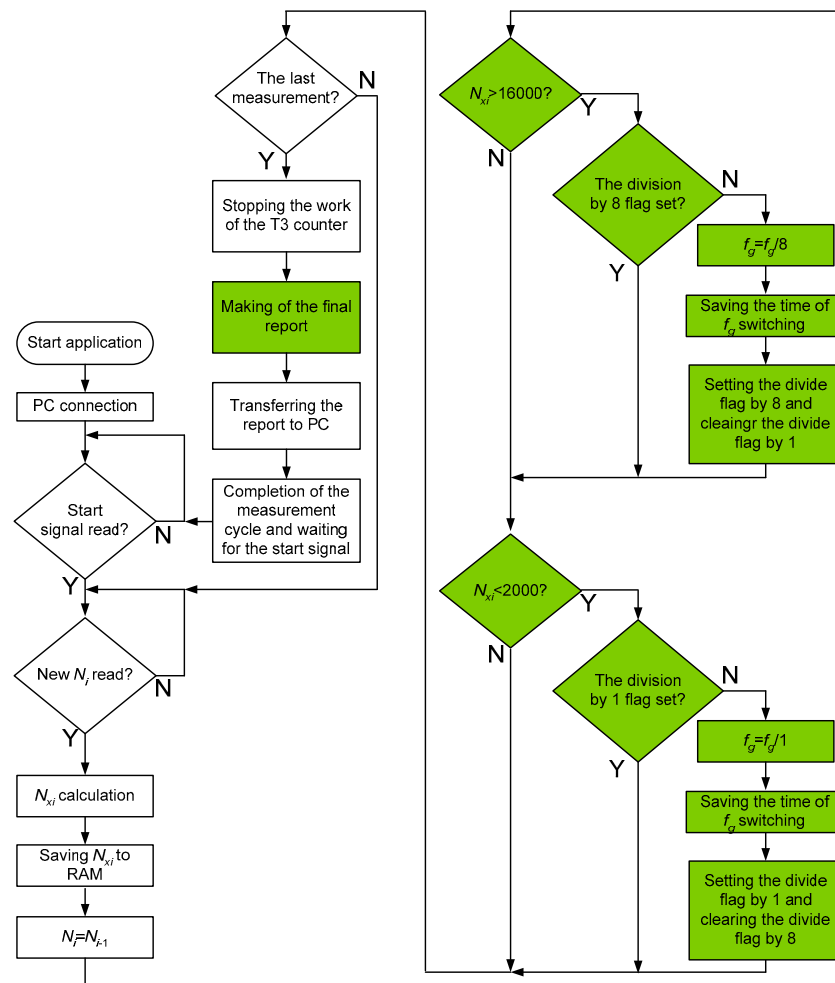 Start application
PC connection
Start
signal read?
N
Y
New Ni read?
N
Y
Nxi calculation
Saving Nxi to
RAM
Ni=Ni-1
The last
measurement?
N
Y
Stopping the work
of the T3 counter
Making of the final
report
Transferring the
report to PC
Completion of the
measurement
cycle and waiting
for the start signal
Nxi>16000?
Y
N
The division
by 8 flag set?
N
Y
fg=fg/8
Saving the time of
fg switching
Setting the divide
flag by 8 and
cleaingr the divide
flag by 1
Nxi<2000?
Y
N
The division
by 1 flag set?
N
Y
fg=fg/1
Saving the time of
fg switching
Setting the divide
flag by 1 and
clearing the divide
flag by 8